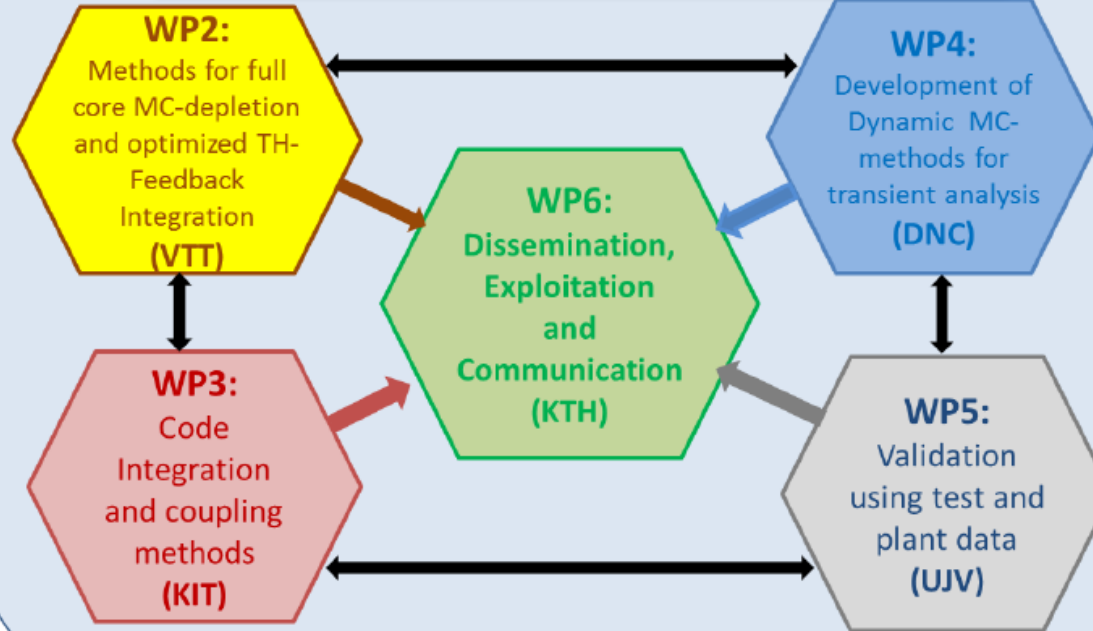 WP2:
Methods for full
core MC-depletion
and optimized TH-
Feedback
Integration
(VTT)
WP4:
Development of
Dynamic MC-
methods for
transient analysis
(DNC)
WP6:
Dissemination,
Exploitation
and
Communication
(KTH)
WP3:
Code
Integration
and coupling
methods
(KIT)
WP5:
Validation
using test and
plant data
(UJV)